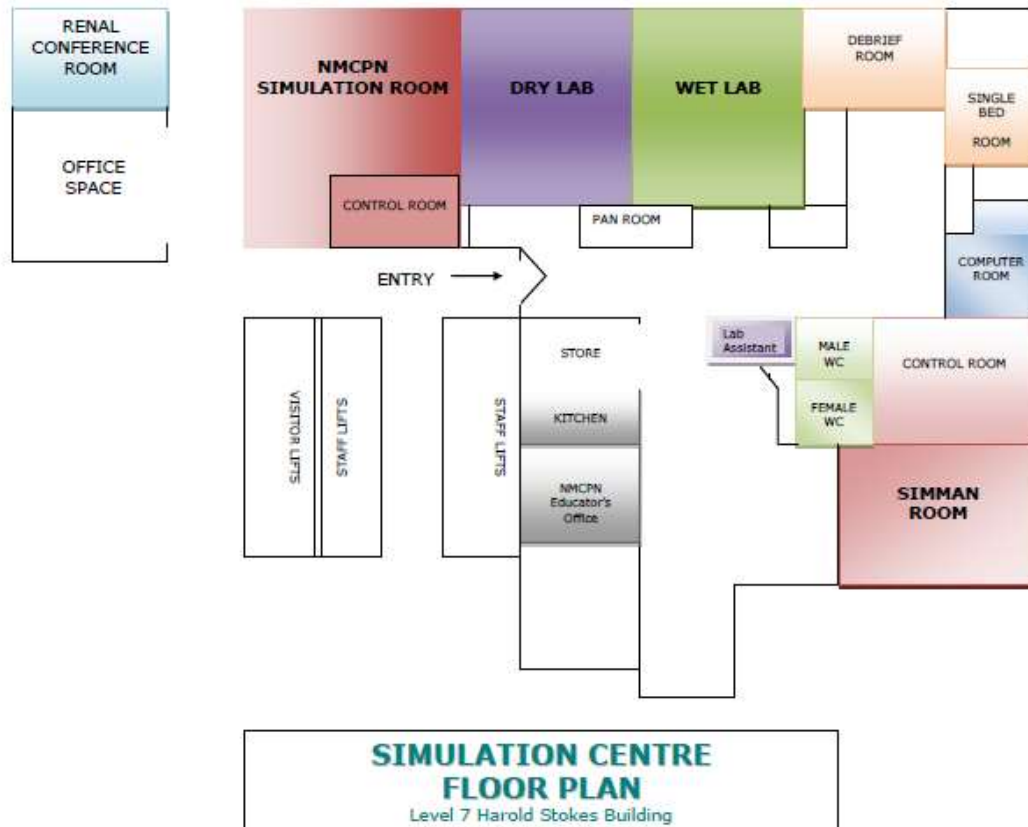 RENAL
CONFERENCE
ROOM
OFFICE
SPACE
NMCPN
SIMULATION ROOM
CONTROL ROOM
DRY LAB
WET LAB
PAN ROOM
DEBRIEF
ROOM
SINGLE
BED
ROOM
COMPUTER
ROOM
ENTRY
VISITOR LIFTS
STAFF LIFTS
STAFF LIFTS
STORE
KITCHEN
NMCPN
Educator's
Office
Lab
Assistant
MALE
WC
FEMALE
WC
CONTROL ROOM
SIMMAN
ROOM
SIMULATION CENTRE
FLOOR PLAN
Level 7 Harold Stokes Building